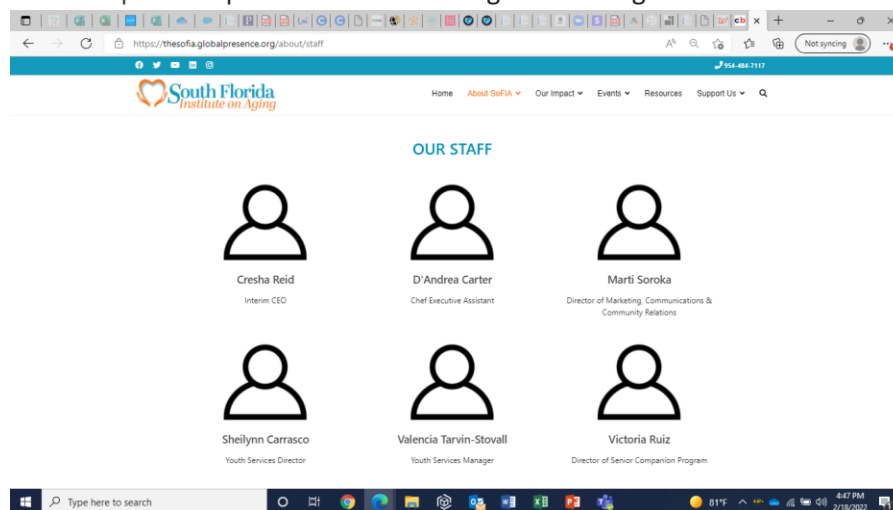 https://thesofia.globalpresence.org/about/staff
Not syncing
954-484-7117
South Florida
Institute on Aging
Home About SoFIA Our Impact Events Resources Support Us
OUR STAFF
Cresha Reid D'Andrea Carter Marti Soroka
Interim CEO Chief Executive Assistant Director of Marketing, Communications &
Community Relations
Sheilynn Carrasco Valencia Tarvin-Stovall Victoria Ruiz
Youth Services Director Youth Services Manager Director of Senior Companion Program
Type here to search
81°F
4:47 PM
2/18/2022